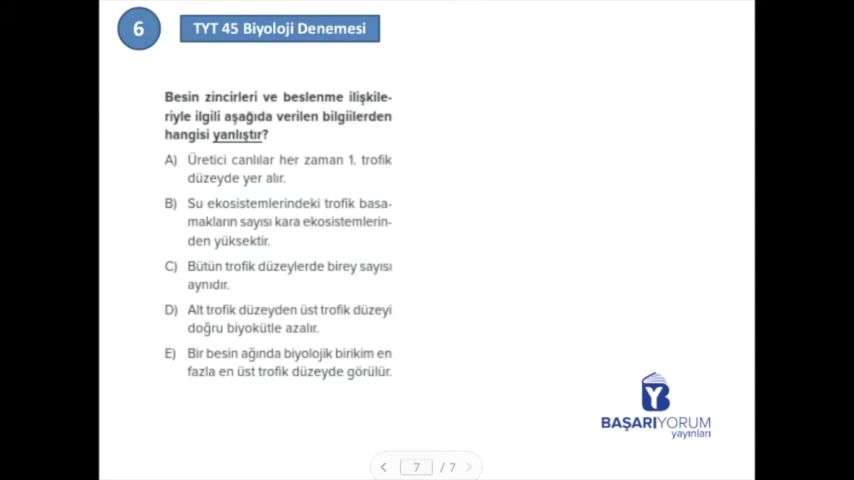 6
TYT 45 Biyoloji Denemesi
Besin zincirleri ve beslenme ilişkile-
riyle ilgili aşağıda verilen bilgiilerden
hangisi yanlıştır?
A) Üretici canlılar her zaman 1. trofik
düzeyde yer alır.
B) Su ekosistemlerindeki trofik basa-
makların sayısı kara ekosistemlerin-
den yüksektir.
C) Bütün trofik düzeylerde birey sayısı
aynıdır.
D) Alt trofik düzeyden üst trofik düzeyi
doğru biyokütle azalır.
E) Bir besin ağında biyolojik birikim en
fazla en üst trofik düzeyde görülür.
BY
BAŞARIYORUM
yayınları
7 / 7